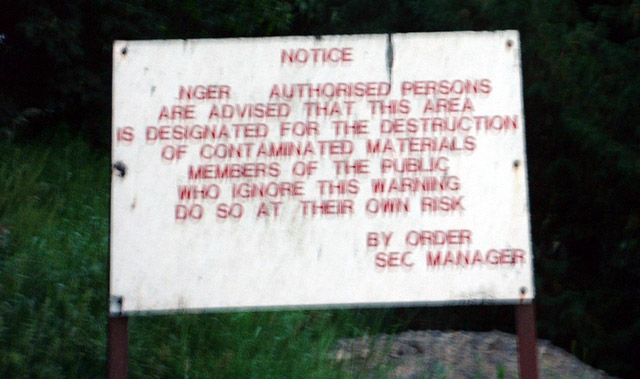 NOTICE
NGER AUTHORISED PERSONS
ARE ADVISED THAT THIS AREA
IS DESIGNATED FOR THE DESTRUCTION
OF CONTAMINATED MATERIALS
MEMBERS OF THE PUBLIC
WHO IGNORE THIS WARNING
DO SO AT THEIR OWN RISK
BY ORDER
SEC MANAGER